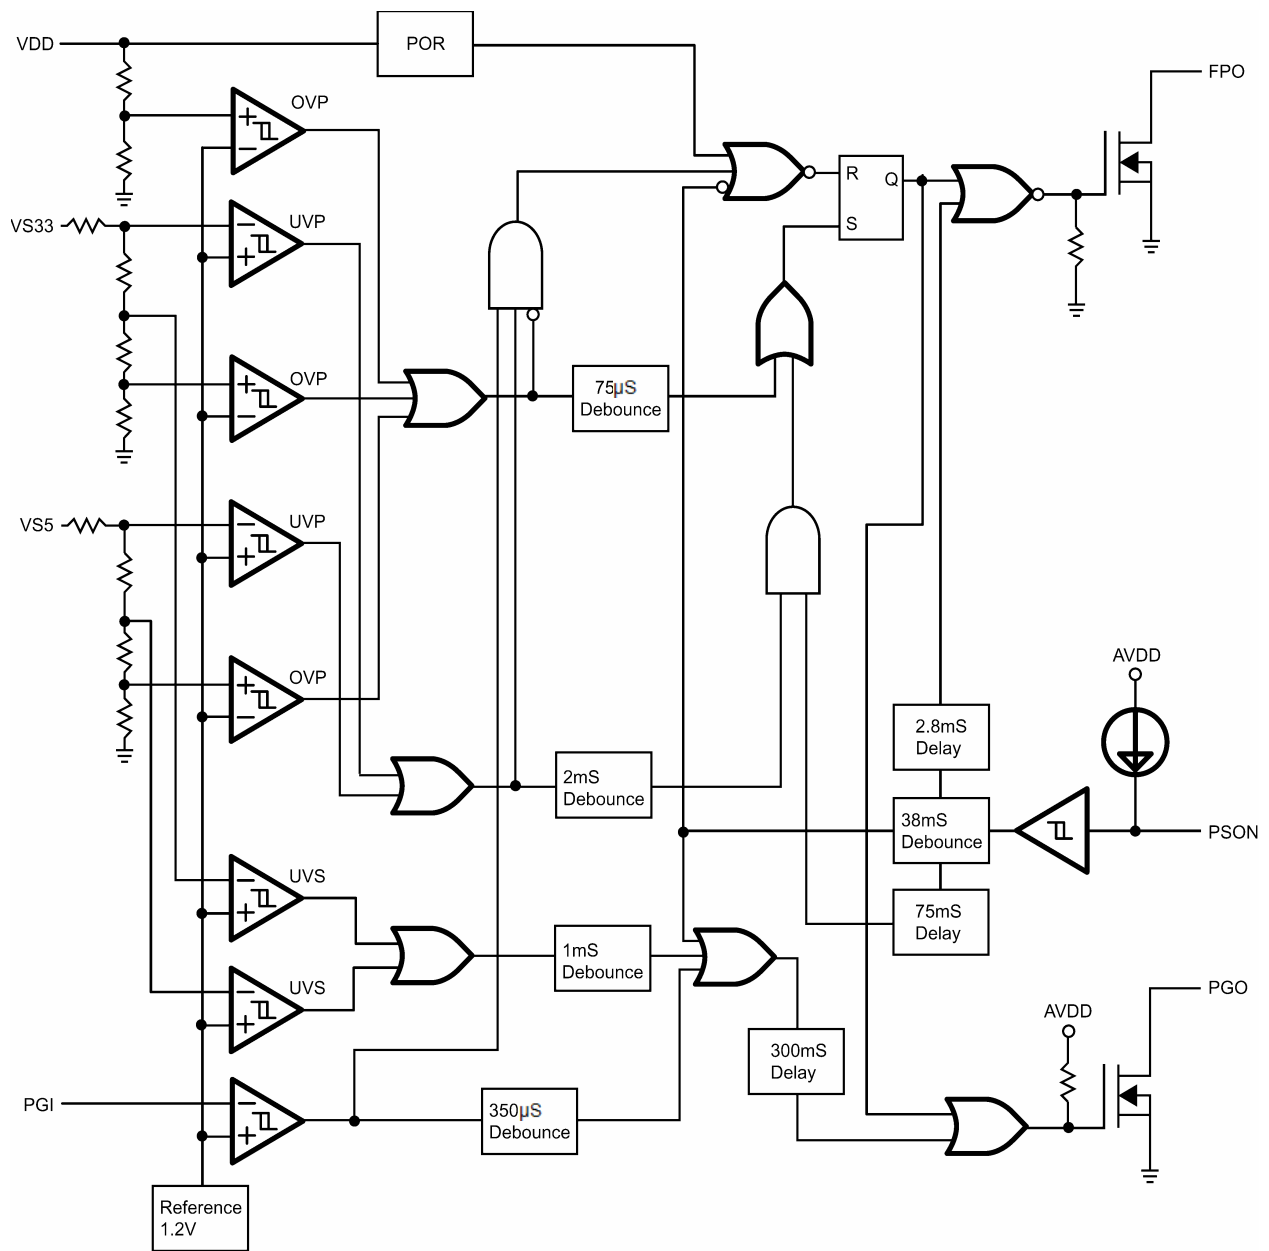 VDD
POR
FPO
OVP
R
Q
S
VS33
UVP
OVP
75µS
Debounce
VS5
UVP
OVP
AVDD
2.8mS
Delay
2mS
Debounce
38mS
Debounce
PSON
UVS
75mS
Delay
1mS
Debounce
UVS
PGO
AVDD
300mS
Delay
PGI
350µS
Debounce
Reference
1.2V